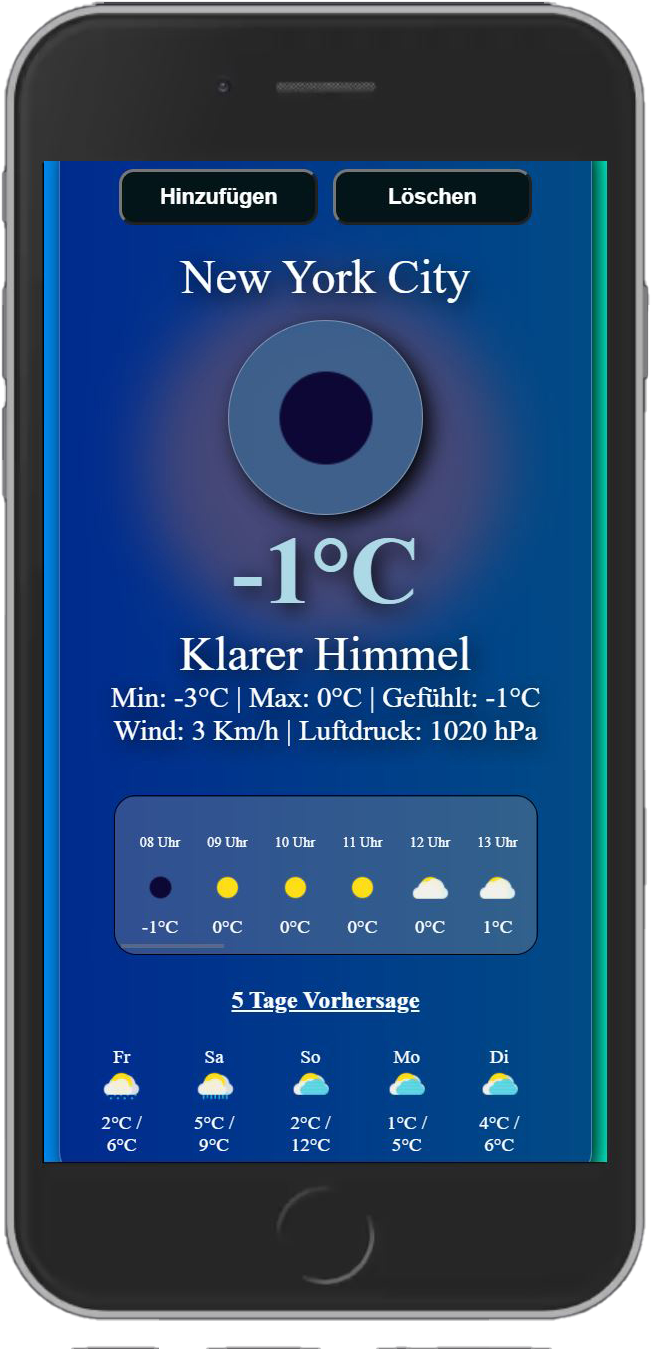 Hinzufügen Löschen
New York City
-1°C
Klarer Himmel
Min: -3°C | Max: 0°C | Gefühlt: -1°C
Wind: 3 Km/h | Luftdruck: 1020 hPa
08 Uhr 09 Uhr 10 Uhr 11 Uhr 12 Uhr 13 Uhr
-1°C 0°C 0°C 0°C 0°C 1°C
5 Tage Vorhersage
Fr Sa So Mo Di
2°C / 5°C / 2°C / 1°C / 4°C /
6°C 9°C 12°C 5°C 6°C